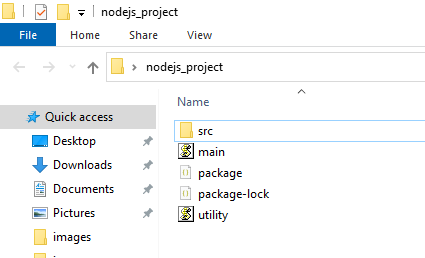 nodejs_project
File
Home
Share
View
nodejs_project
Name
Quick access
Desktop
Downloads
Documents
Pictures
images
src
main
package
package-lock
utility